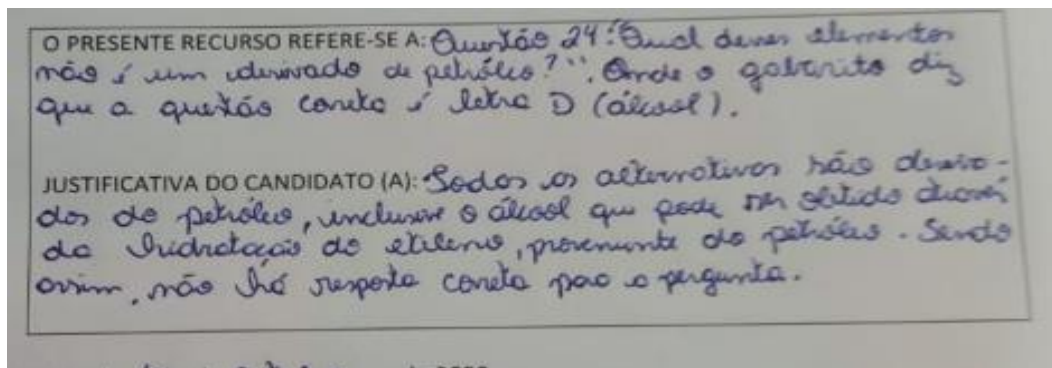 O PRESENTE RECURSO REFERE-SE A: Questão 24: "Qual desses elementos
não é um derivado de petróleo?". Onde o gabarito diz
que a questão correta é letra D (álcool).
JUSTIFICATIVA DO CANDIDATO (A): Todas as alternativas são deriva-
dos do petróleo, inclusive o álcool que pode ser obtido através
da hidratação do etileno, proveniente do petróleo. Sendo
assim, não há resposta correta para a pergunta.